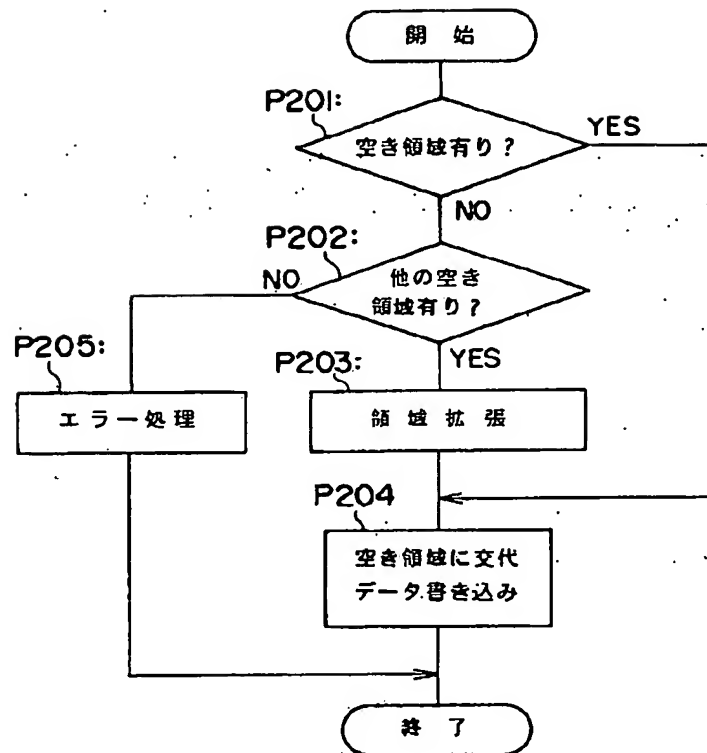 開始
P201:
空き領域有り?
YES
NO
P202:
他の空き
領域有り?
NO
YES
P205:
エラー処理
P203:
領域拡張
P204
空き領域に交代
データ書き込み
終了